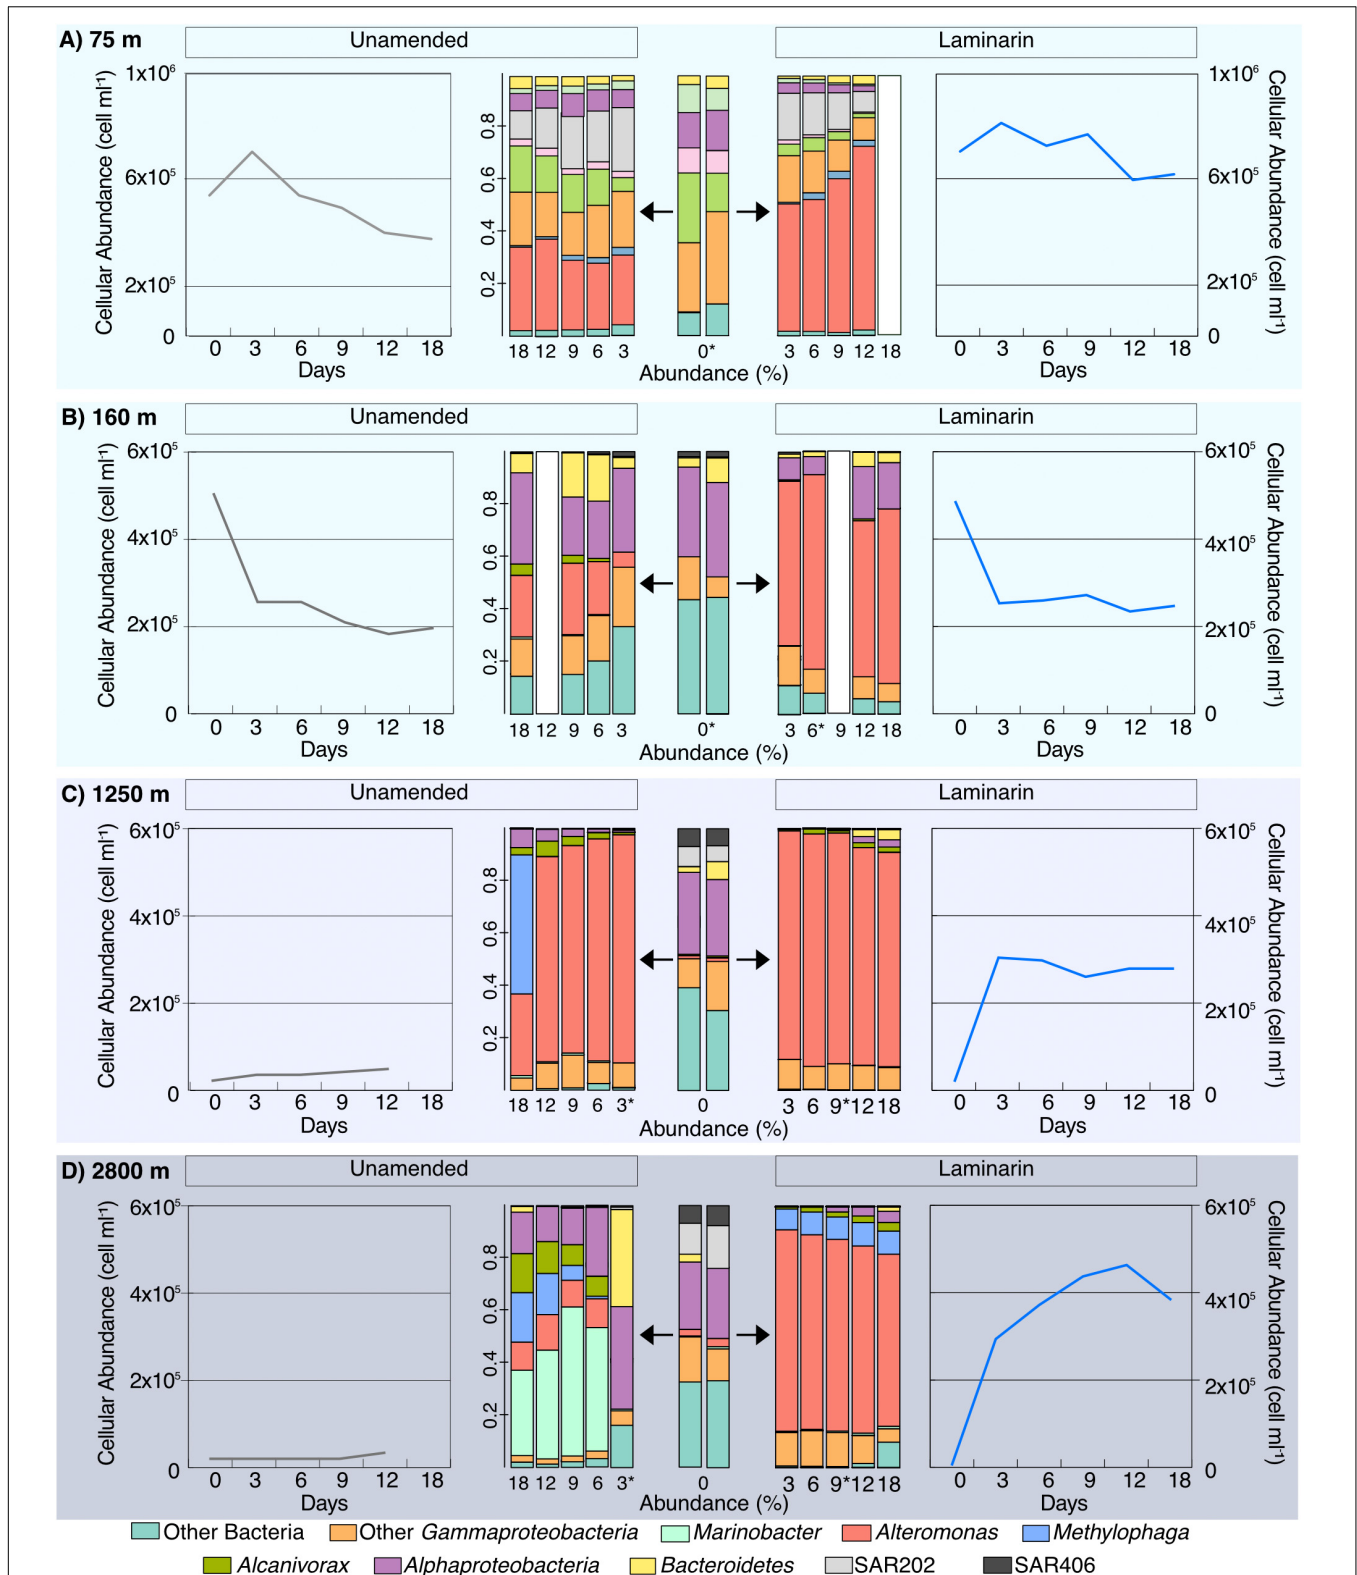 A) 75 m
Unamended
Laminarin
Cellular Abundance (cell ml-1)
1x10⁶
6x10⁵
2x10⁵
0
0 3 6 9 12 18
Days
0.8
0.6
0.4
0.2
18 12 9 6 3
0*
3 6 9 12 18
Abundance (%)
0 3 6 9 12 18
Days
1x10⁶
6x10⁵
2x10⁵
0
Cellular Abundance (cell ml-1)
B) 160 m
Unamended
Laminarin
Cellular Abundance (cell ml-1)
6x10⁵
4x10⁵
2x10⁵
0
0 3 6 9 12 18
Days
0.8
0.6
0.4
0.2
18 12 9 6 3
0*
3 6* 9 12 18
Abundance (%)
0 3 6 9 12 18
Days
6x10⁵
4x10⁵
2x10⁵
0
Cellular Abundance (cell ml-1)
C) 1250 m
Unamended
Laminarin
Cellular Abundance (cell ml-1)
6x10⁵
4x10⁵
2x10⁵
0
0 3 6 9 12 18
Days
0.8
0.6
0.4
0.2
18 12 9 6 3*
0
3 6 9* 12 18
Abundance (%)
0 3 6 9 12 18
Days
6x10⁵
4x10⁵
2x10⁵
0
Cellular Abundance (cell ml-1)
D) 2800 m
Unamended
Laminarin
Cellular Abundance (cell ml-1)
6x10⁵
4x10⁵
2x10⁵
0
0 3 6 9 12 18
Days
0.8
0.6
0.4
0.2
18 12 9 6 3*
0
3 6 9* 12 18
Abundance (%)
0 3 6 9 12 18
Days
6x10⁵
4x10⁵
2x10⁵
0
Cellular Abundance (cell ml-1)
Other Bacteria Other Gammaproteobacteria Marinobacter Alteromonas Methylophaga
Alcanivorax Alphaproteobacteria Bacteroidetes SAR202 SAR406